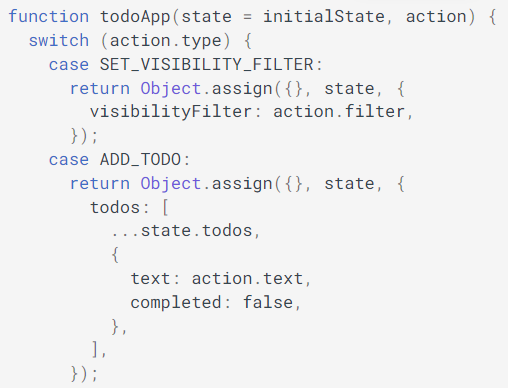 function todoApp(state = initialState, action) {
  switch (action.type) {
    case SET_VISIBILITY_FILTER:
      return Object.assign({}, state, {
        visibilityFilter: action.filter,
      });
    case ADD_TODO:
      return Object.assign({}, state, {
        todos: [
          ...state.todos,
          {
            text: action.text,
            completed: false,
          },
        ],
      });